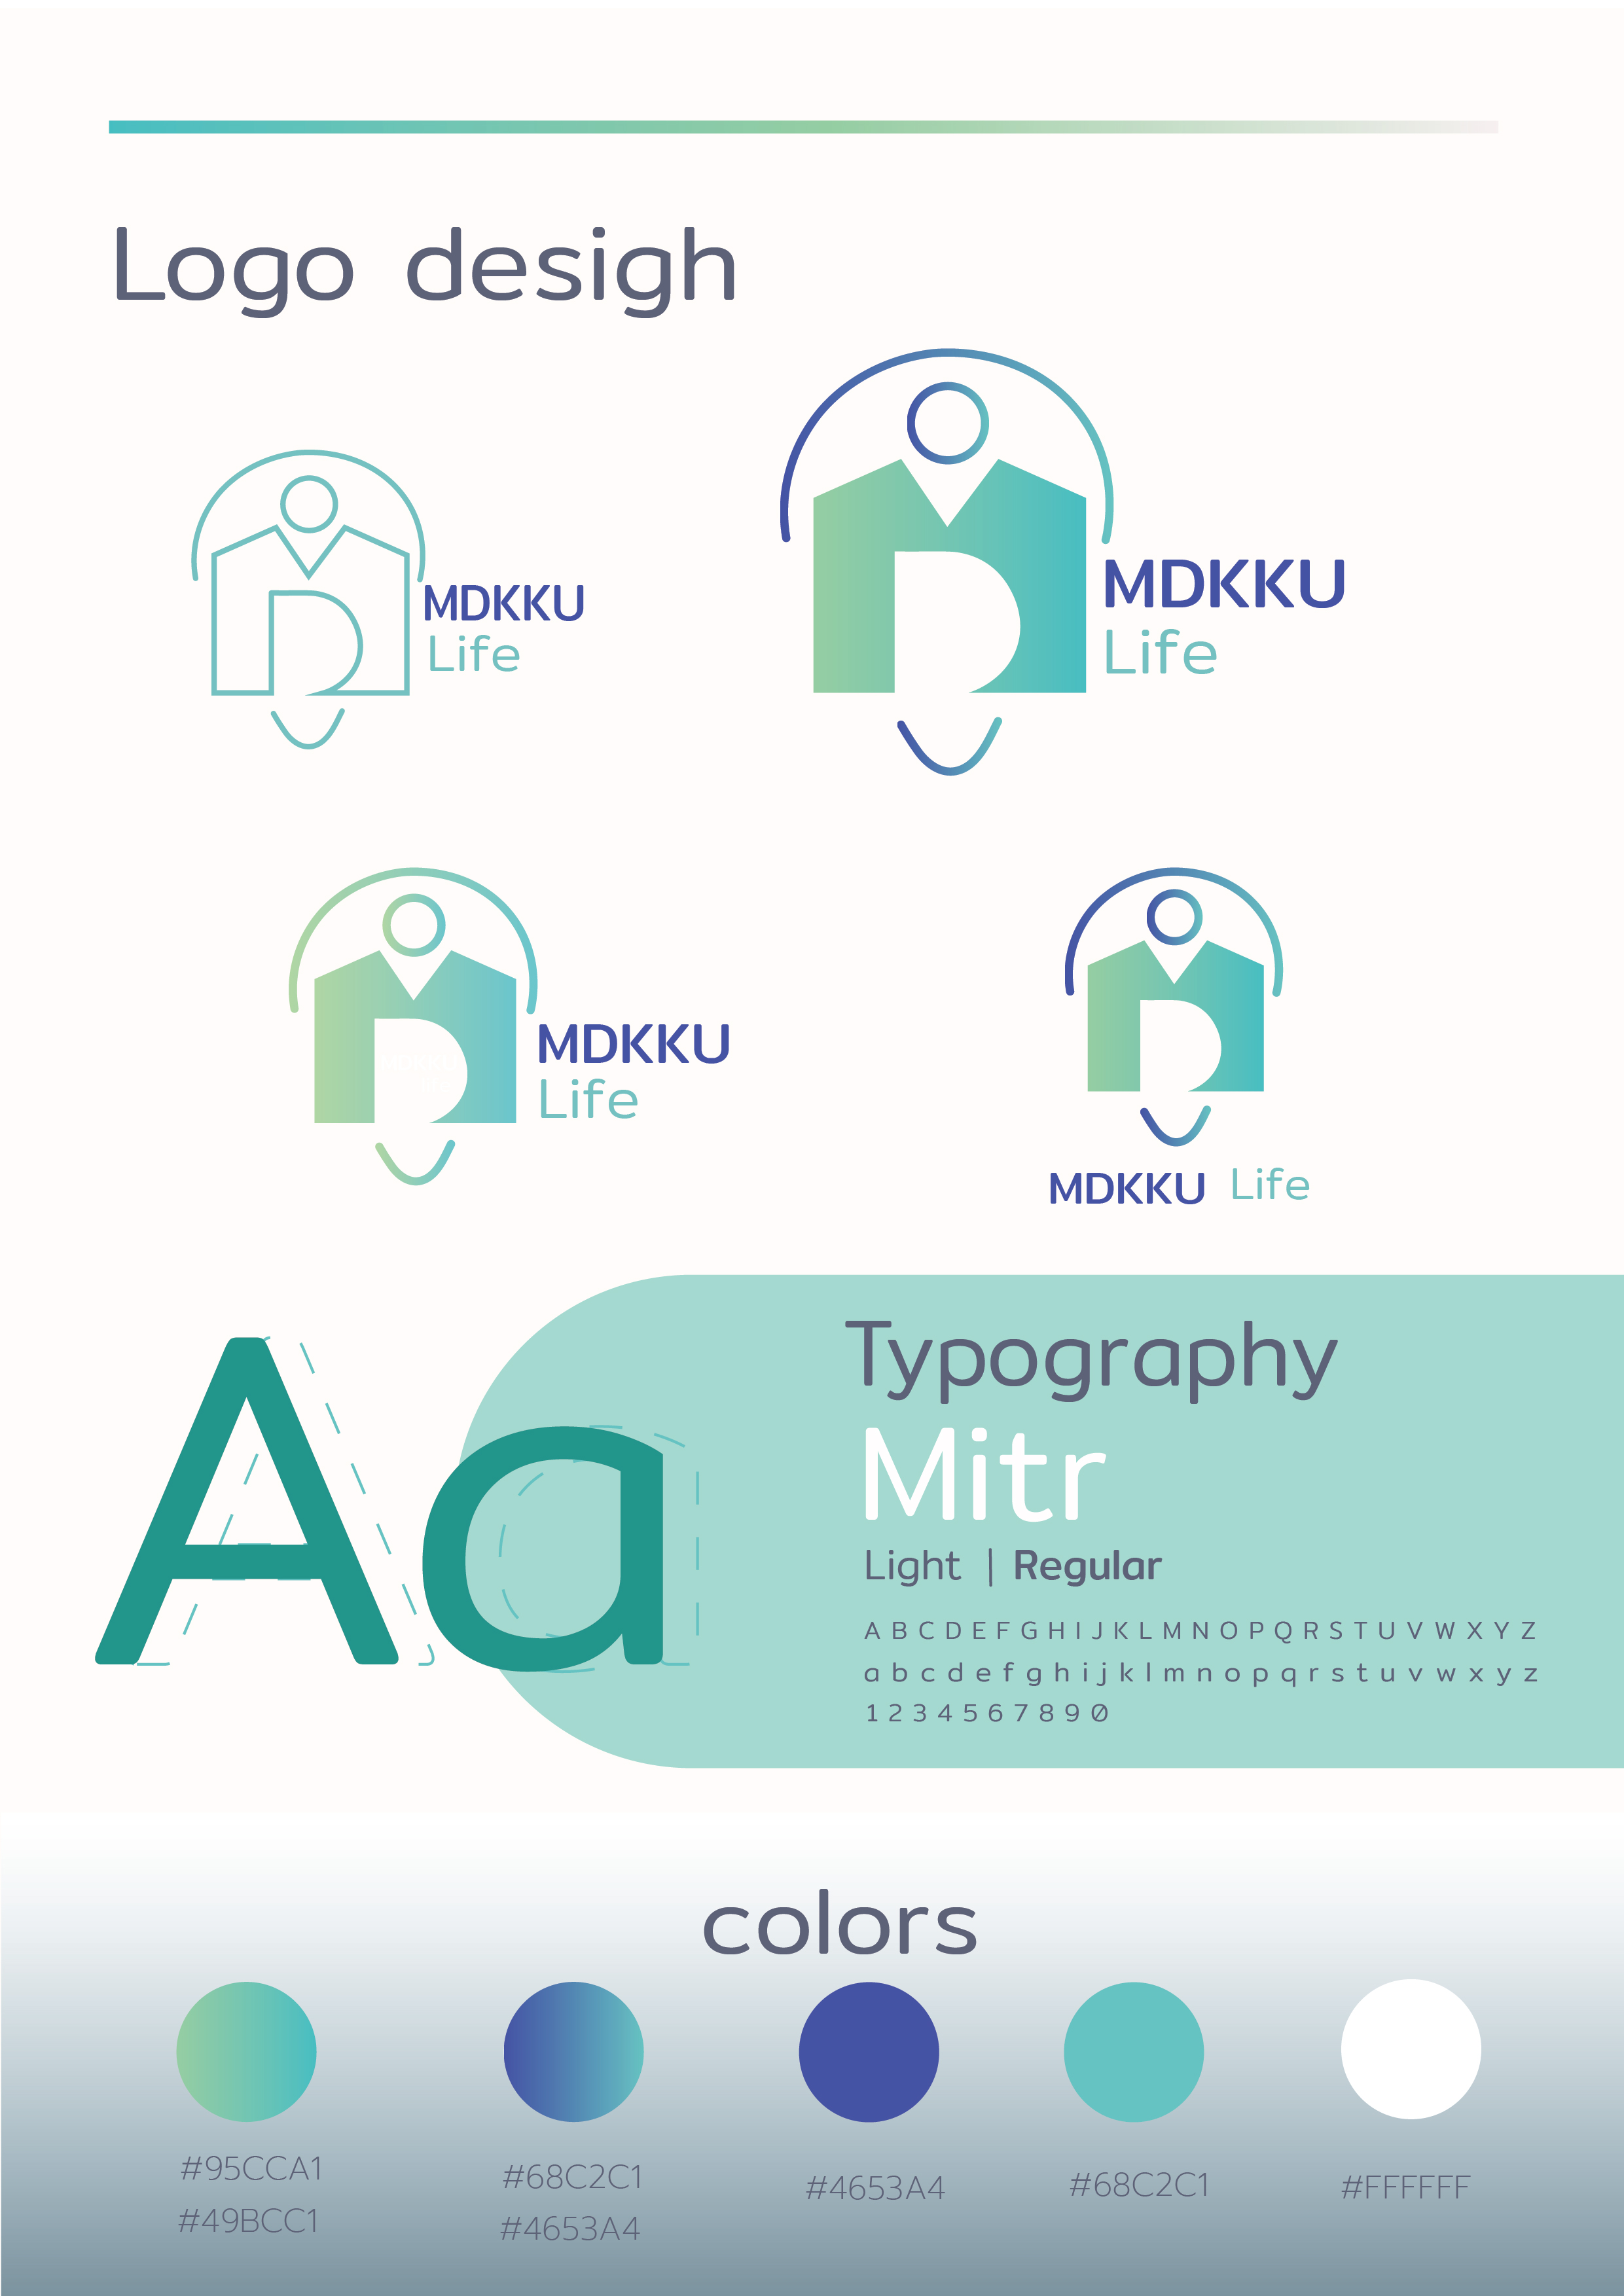 Logo desigh
MDKKU
Life
MDKKU
Life
MDKKU
Life
MDKKU Life
Aa
Typography
Mitr
Light | Regular
A B C D E F G H I J K L M N O P Q R S T U V W X Y Z
a b c d e f g h i j k l m n o p q r s t u v w x y z
1 2 3 4 5 6 7 8 9 0
colors
#95CCA1
#49BCC1
#68C2C1
#4653A4
#4653A4
#68C2C1
#FFFFFF